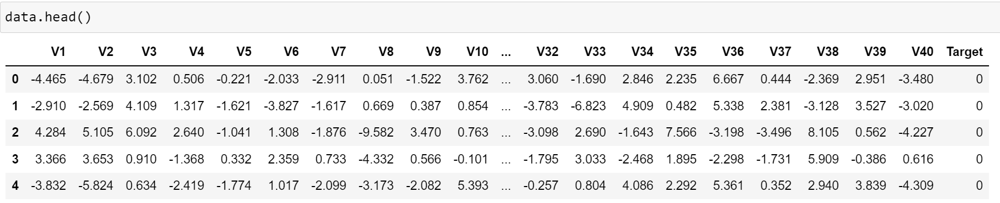 data.head()
V1 V2 V3 V4 V5 V6 V7 V8 V9 V10 ... V32 V33 V34 V35 V36 V37 V38 V39 V40 Target
0 -4.465 -4.679 3.102 0.506 -0.221 -2.033 -2.911 0.051 -1.522 3.762 ... 3.060 -1.690 2.846 2.235 6.667 0.444 -2.369 2.951 -3.480 0
1 -2.910 -2.569 4.109 1.317 -1.621 -3.827 -1.617 0.669 0.387 0.854 ... -3.783 -6.823 4.909 0.482 5.338 2.381 -3.128 3.527 -3.020 0
2 4.284 5.105 6.092 2.640 -1.041 1.308 -1.876 -9.582 3.470 0.763 ... -3.098 2.690 -1.643 7.566 -3.198 -3.496 8.105 0.562 -4.227 0
3 3.366 3.653 0.910 -1.368 0.332 2.359 0.733 -4.332 0.566 -0.101 ... -1.795 3.033 -2.468 1.895 -2.298 -1.731 5.909 -0.386 0.616 0
4 -3.832 -5.824 0.634 -2.419 -1.774 1.017 -2.099 -3.173 -2.082 5.393 ... -0.257 0.804 4.086 2.292 5.361 0.352 2.940 3.839 -4.309 0